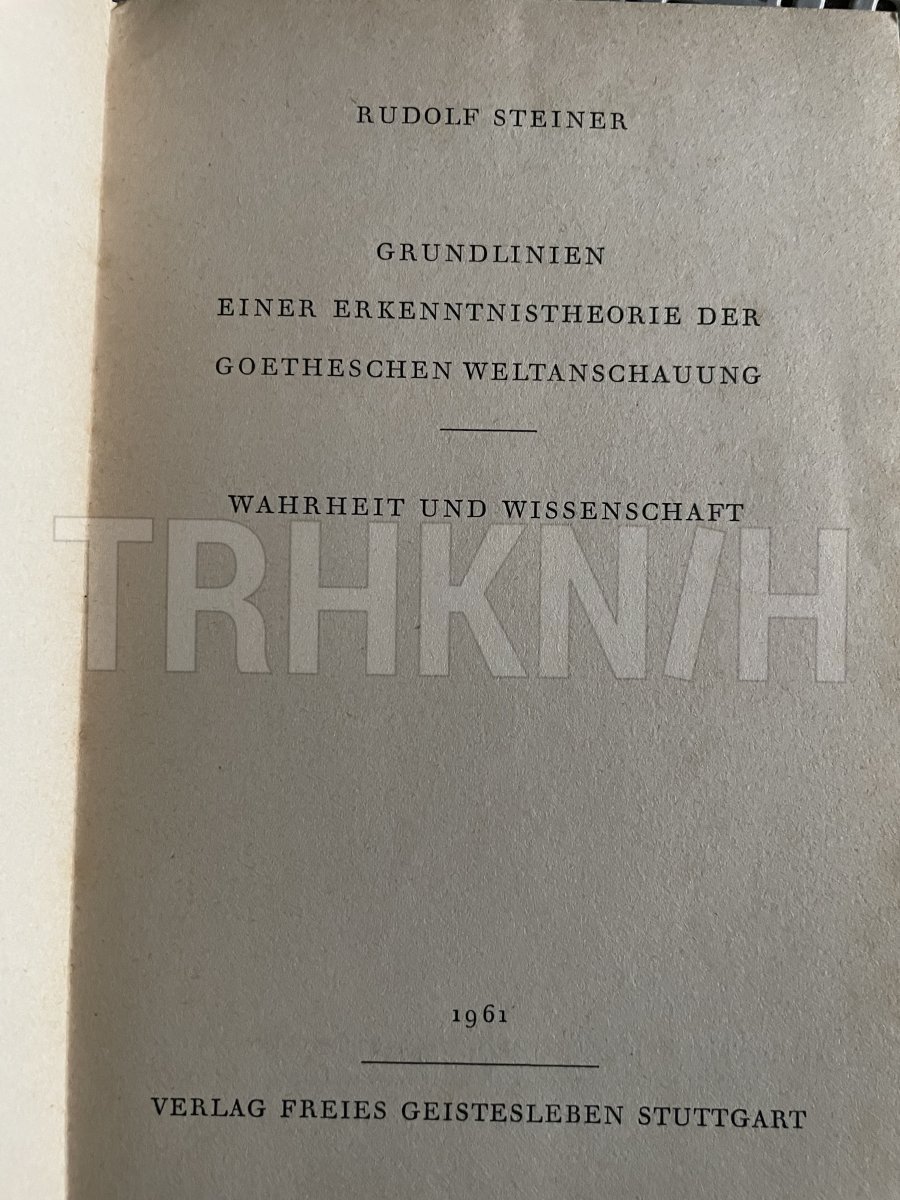 RUDOLF STEINER
GRUNDLINIEN
EINER ERKENNTNISTHEORIE DER
GOETHESCHEN WELTANSCHAUUNG
WAHRHEIT UND WISSENSCHAFT
TRHKN/H
1961
VERLAG FREIES GEISTESLEBEN STUTTGART